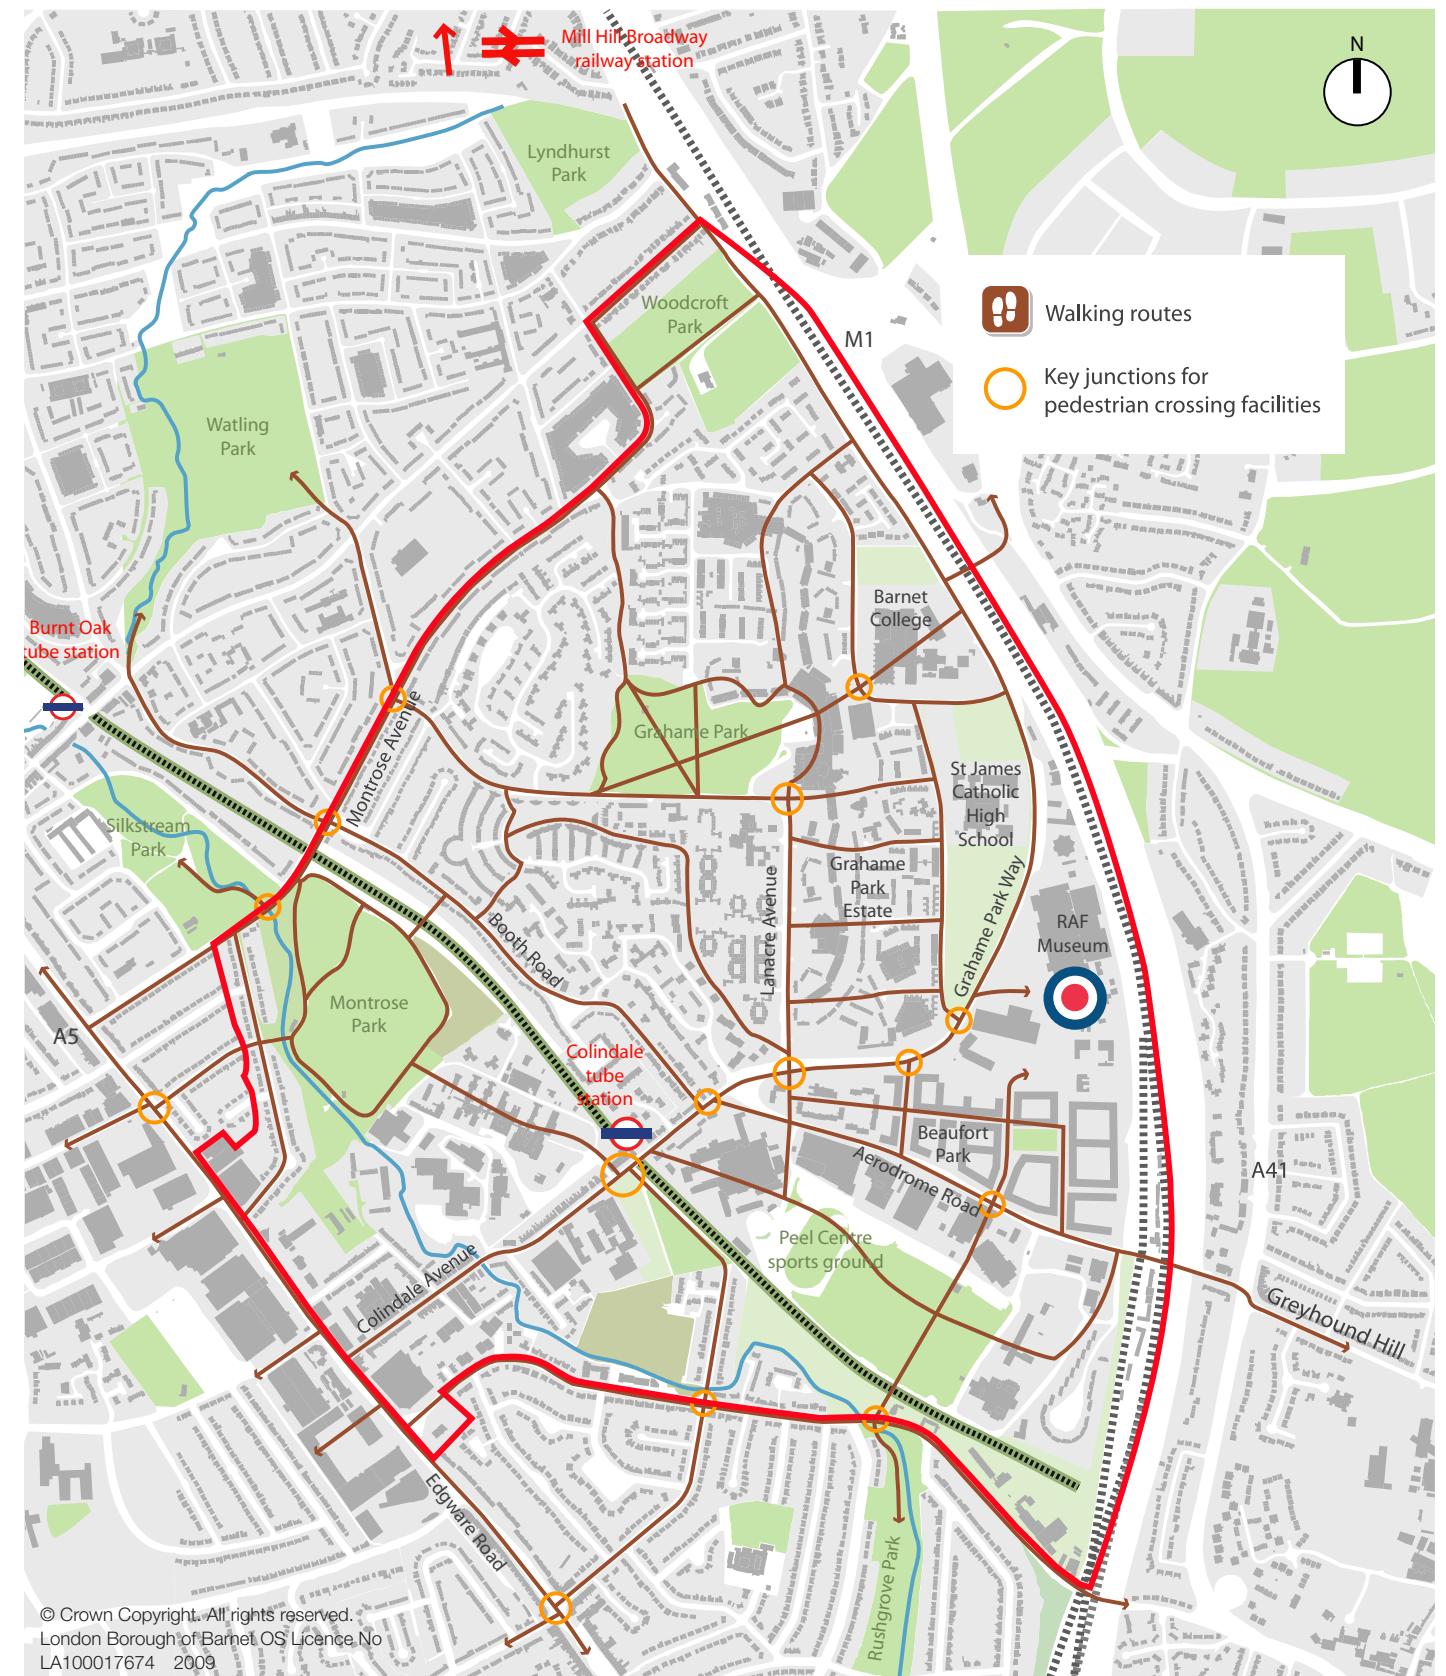 Mill Hill Broadway
railway station
N
Lyndhurst
Park
Woodcroft
Park
M1
Walking routes
Key junctions for
pedestrian crossing facilities
Watling
Park
Barnet
College
Burnt Oak
tube station
Montrose Avenue
Grahame Park
St James
Catholic
High
School
Silkstream
Park
Grahame
Park
Estate
Lanacre Avenue
Grahame Park Way
RAF
Museum
Booth Road
Montrose
Park
A5
Colindale
tube
station
Beaufort
Park
Aerodrome Road
A41
Peel Centre
sports ground
Colindale Avenue
Greyhound Hill
Edgware Road
Rushgrove Park
© Crown Copyright. All rights reserved.
London Borough of Barnet OS Licence No
LA100017674 2009